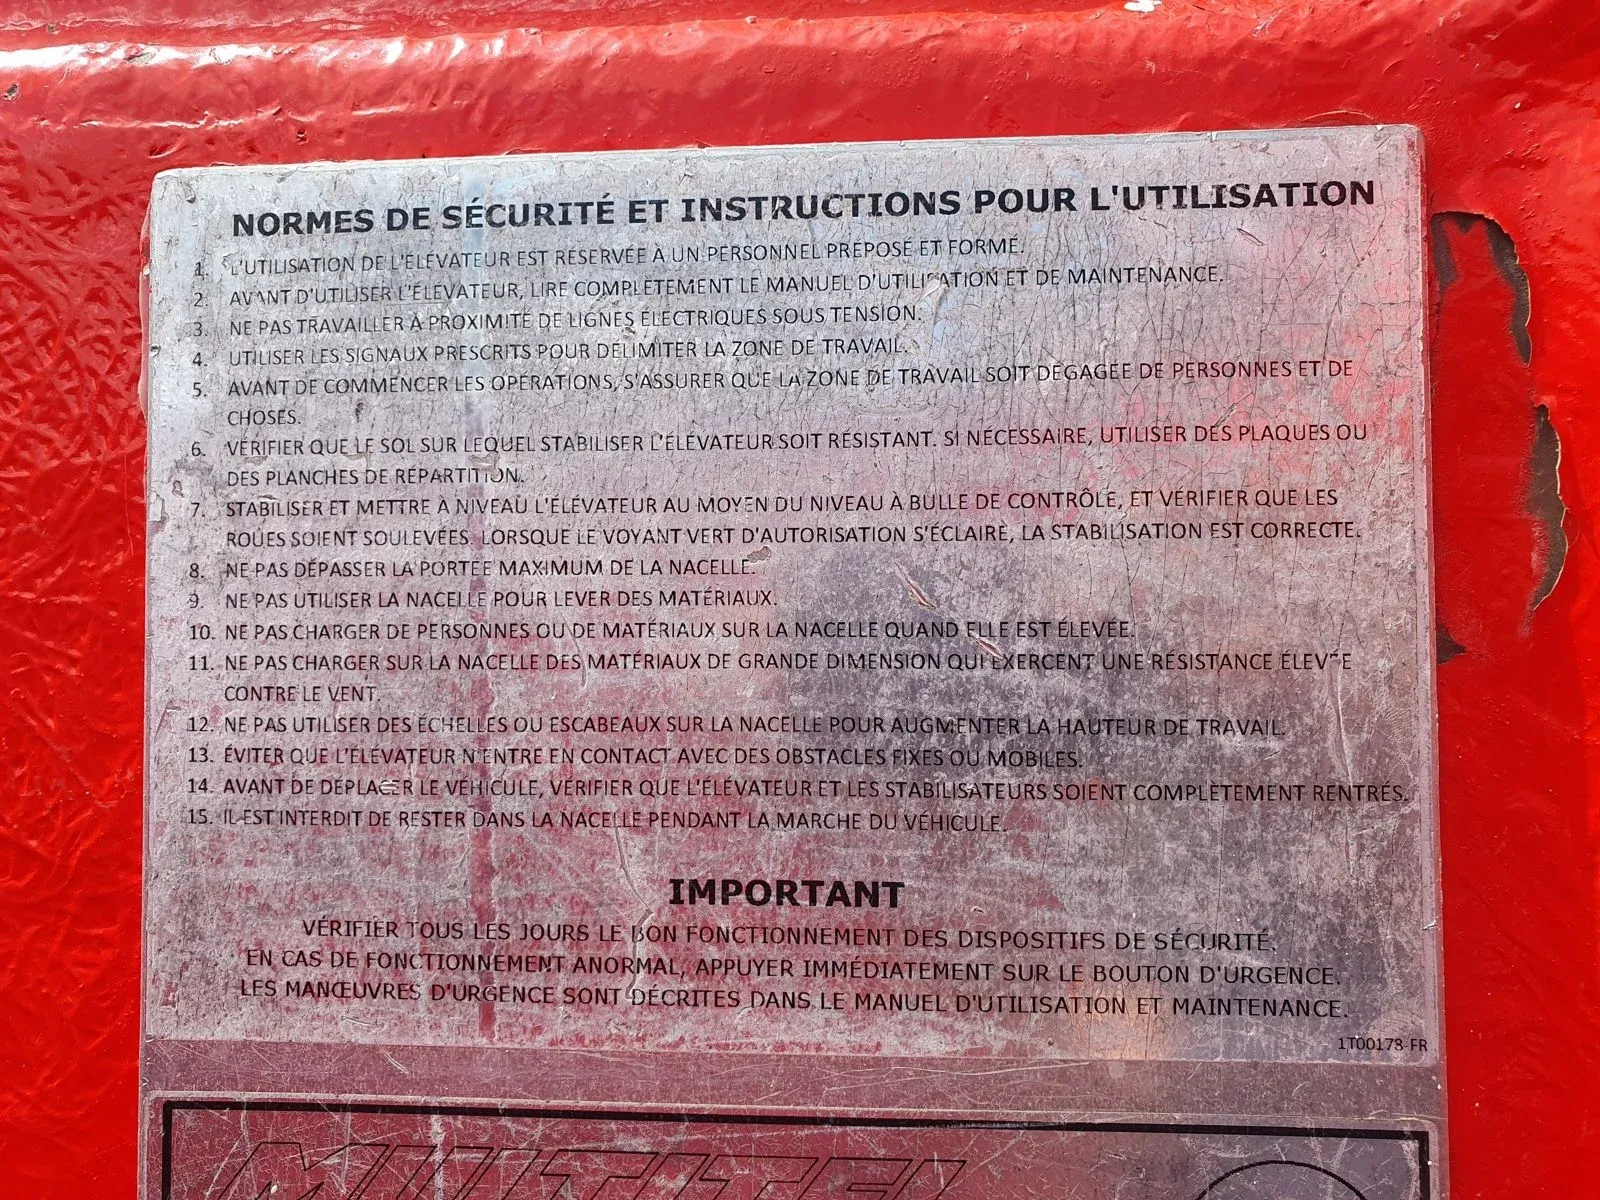 NORMES DE SÉCURITÉ ET INSTRUCTIONS POUR L'UTILISATION
1. L'UTILISATION DE L'ÉLÉVATEUR EST RÉSERVÉE À UN PERSONNEL PRÉPOSÉ ET FORMÉ.
2. AVANT D'UTILISER L'ÉLÉVATEUR, LIRE COMPLÈTEMENT LE MANUEL D'UTILISATION ET DE MAINTENANCE.
3. NE PAS TRAVAILLER À PROXIMITÉ DE LIGNES ÉLECTRIQUES SOUS TENSION.
4. UTILISER LES SIGNAUX PRESCRITS POUR DÉLIMITER LA ZONE DE TRAVAIL.
5. AVANT DE COMMENCER LES OPÉRATIONS, S'ASSURER QUE LA ZONE DE TRAVAIL SOIT DÉGAGÉE DE PERSONNES ET DE
CHOSES.
6. VÉRIFIER QUE LE SOL SUR LEQUEL STABILISER L'ÉLÉVATEUR SOIT RÉSISTANT. SI NÉCESSAIRE, UTILISER DES PLAQUES OU
DES PLANCHES DE RÉPARTITION.
7. STABILISER ET METTRE À NIVEAU L'ÉLÉVATEUR AU MOYEN DU NIVEAU À BULLE DE CONTRÔLE, ET VÉRIFIER QUE LES
ROUES SOIENT SOULEVÉES. LORSQUE LE VOYANT VERT D'AUTORISATION S'ÉCLAIRE, LA STABILISATION EST CORRECTE.
8. NE PAS DÉPASSER LA PORTÉE MAXIMUM DE LA NACELLE.
9. NE PAS UTILISER LA NACELLE POUR LEVER DES MATÉRIAUX.
10. NE PAS CHARGER DE PERSONNES OU DE MATÉRIAUX SUR LA NACELLE QUAND ELLE EST ÉLEVÉE.
11. NE PAS CHARGER SUR LA NACELLE DES MATÉRIAUX DE GRANDE DIMENSION QUI EXERCENT UNE RÉSISTANCE ÉLEVÉE
CONTRE LE VENT.
12. NE PAS UTILISER DES ÉCHELLES OU ESCABEAUX SUR LA NACELLE POUR AUGMENTER LA HAUTEUR DE TRAVAIL.
13. ÉVITER QUE L'ÉLÉVATEUR N'ENTRE EN CONTACT AVEC DES OBSTACLES FIXES OU MOBILES.
14. AVANT DE DÉPLACER LE VÉHICULE, VÉRIFIER QUE L'ÉLÉVATEUR ET LES STABILISATEURS SOIENT COMPLÈTEMENT RENTRÉS.
15. IL EST INTERDIT DE RESTER DANS LA NACELLE PENDANT LA MARCHE DU VÉHICULE.
IMPORTANT
VÉRIFIER TOUS LES JOURS LE BON FONCTIONNEMENT DES DISPOSITIFS DE SÉCURITÉ.
EN CAS DE FONCTIONNEMENT ANORMAL, APPUYER IMMÉDIATEMENT SUR LE BOUTON D'URGENCE.
LES MANŒUVRES D'URGENCE SONT DÉCRITES DANS LE MANUEL D'UTILISATION ET MAINTENANCE.
1T00178-FR
MULTITEL